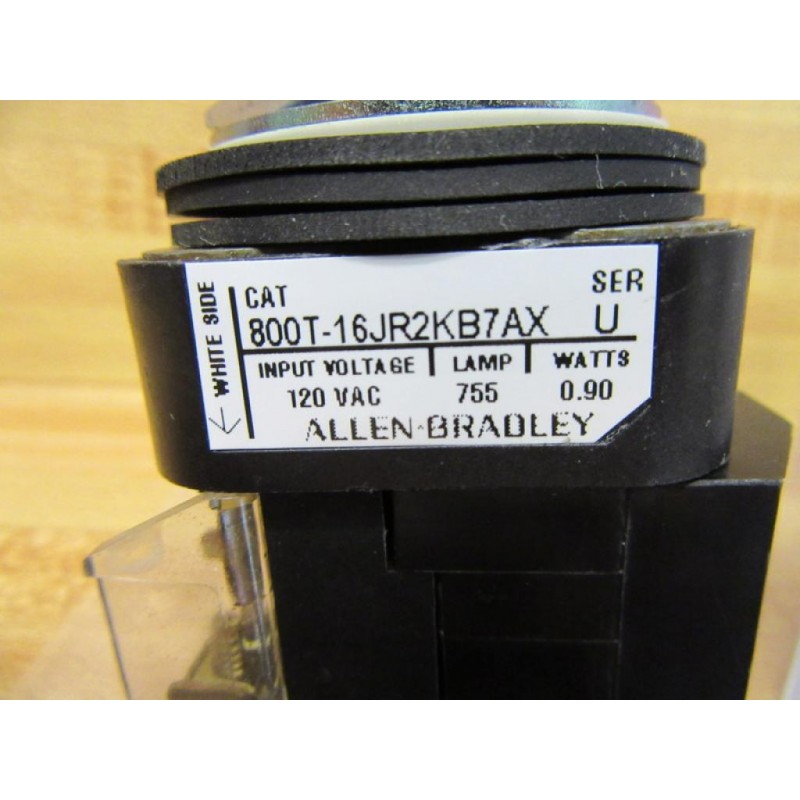 ← WHITE SIDE
CAT SER
800T-16JR2KB7AX U
INPUT VOLTAGE LAMP WATTS
120 VAC 755 0.90
ALLEN-BRADLEY